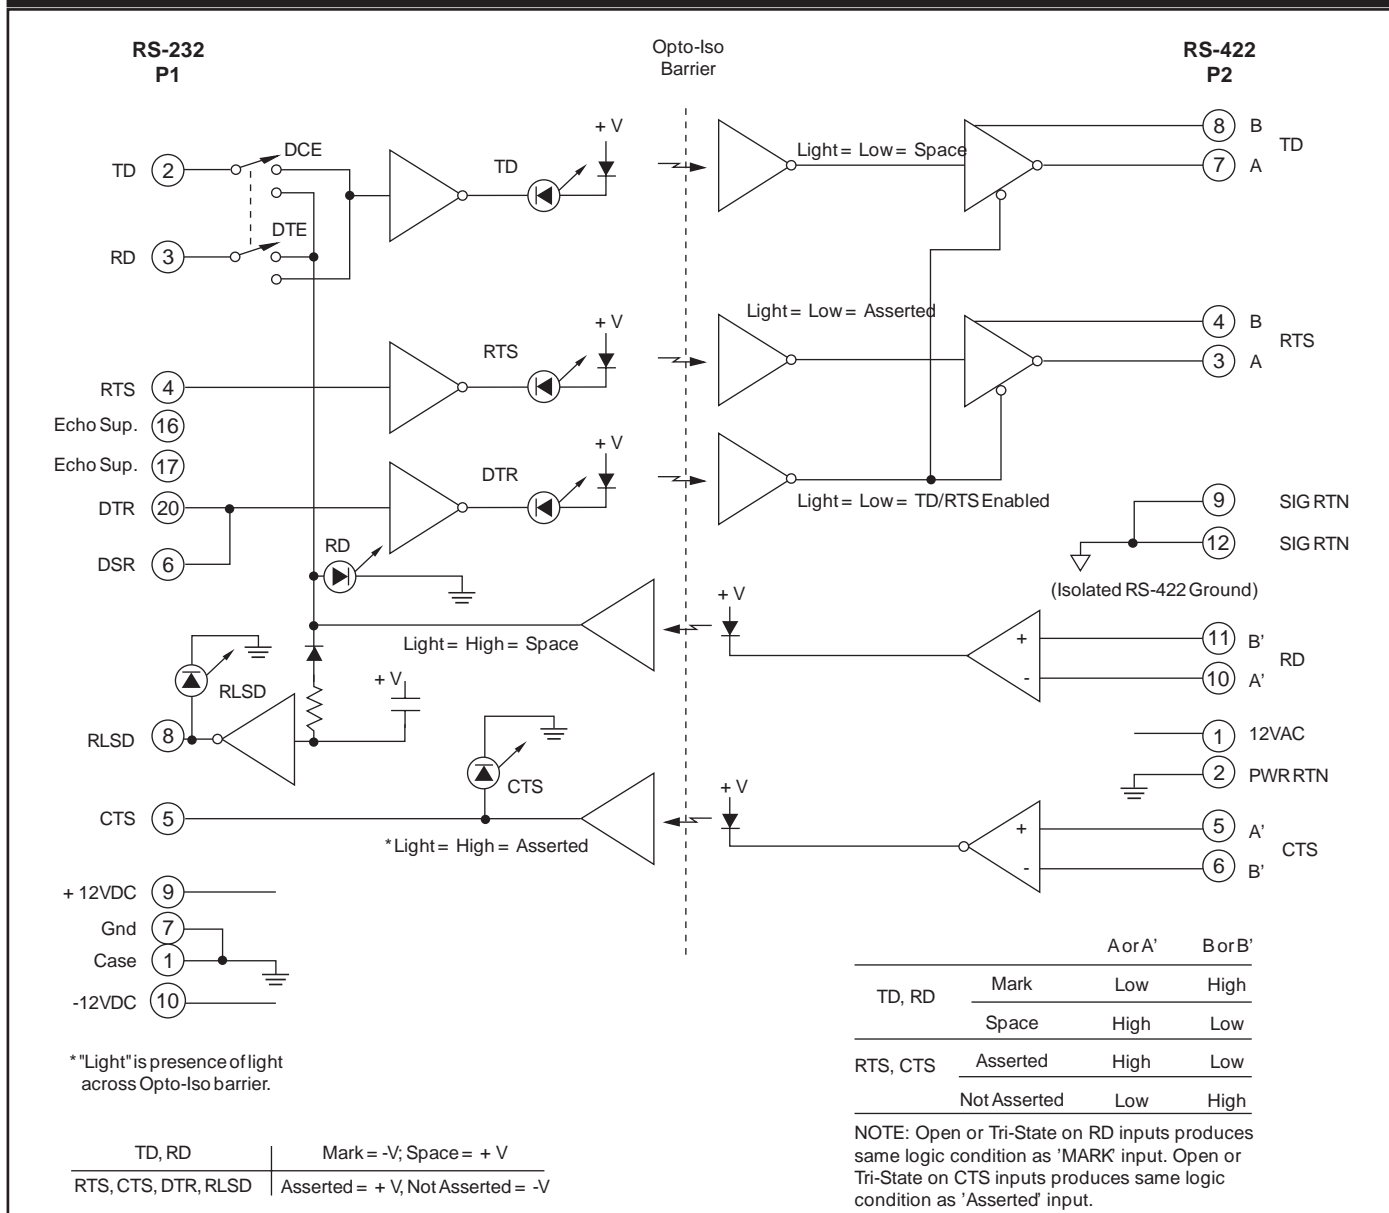 RS-232
P1
Opto-Iso
Barrier
RS-422
P2
TD 2
DCE
TD
+ V
Light = Low = Space
8 B
TD
7 A
DTE
RD 3
Light = Low = Asserted
+ V
4 B
RTS
3 A
RTS
RTS 4
Echo Sup. 16
Echo Sup. 17
+ V
DTR
DTR 20
Light = Low = TD/RTS Enabled
9 SIG RTN
12 SIG RTN
DSR 6
RD
(Isolated RS-422 Ground)
+ V
Light = High = Space
+
-
11 B'
RD
10 A'
RLSD
+ V
RLSD 8
1 12VAC
2 PWR RTN
CTS
+ V
CTS 5
* Light = High = Asserted
+
-
5 A'
CTS
6 B'
+ 12VDC 9
Gnd 7
Case 1
-12VDC 10
* "Light" is presence of light
across Opto-Iso barrier.
TD, RD Mark = -V; Space = + V
RTS, CTS, DTR, RLSD Asserted = + V, Not Asserted = -V
A or A' B or B'
TD, RD Mark Low High
Space High Low
RTS, CTS Asserted High Low
Not Asserted Low High
NOTE: Open or Tri-State on RD inputs produces
same logic condition as 'MARK' input. Open or
Tri-State on CTS inputs produces same logic
condition as 'Asserted' input.